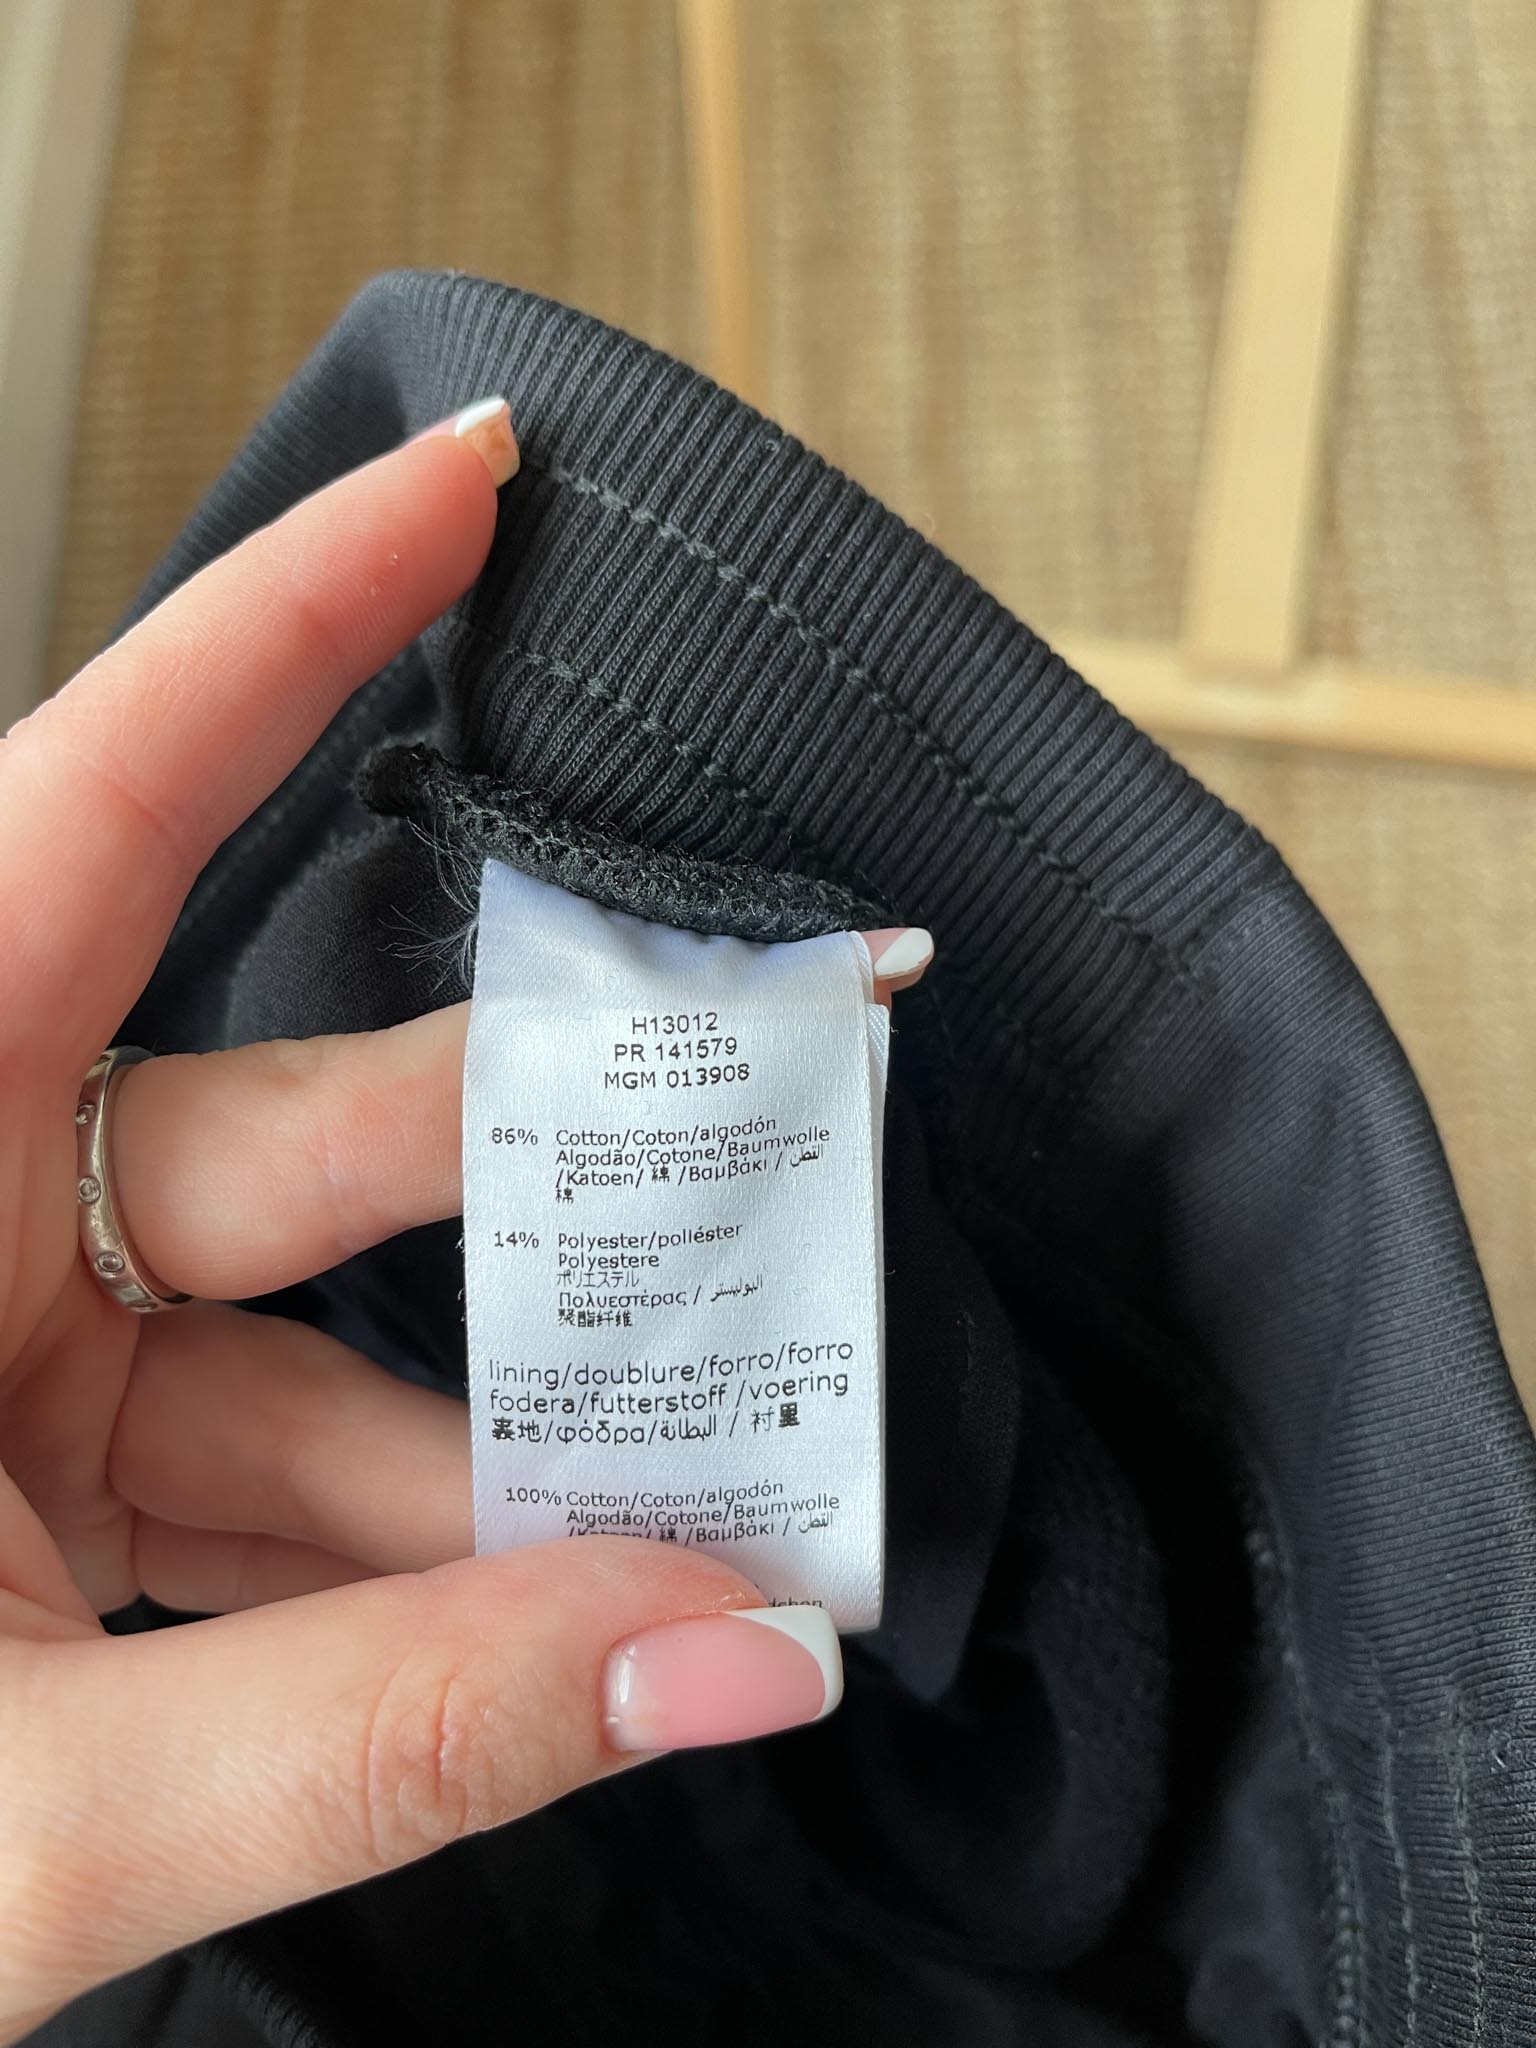 H13012
PR 141579
MGM 013908
86% Cotton/Coton/algodón
Algodão/Cotone/Baumwolle
/Katoen/ 綿 /Βαμβάκι / القطن
棉
14% Polyester/poliéster
Polyestere
ポリエステル
Πολυεστέρας / البوليستر
聚酯纤维
lining/doublure/forro/forro
fodera/futterstoff /voering
裏地/φόδρα/البطانة / 衬里
100% Cotton/Coton/algodón
Algodão/Cotone/Baumwolle
/Katoen/ 綿 /Βαμβάκι / القطن